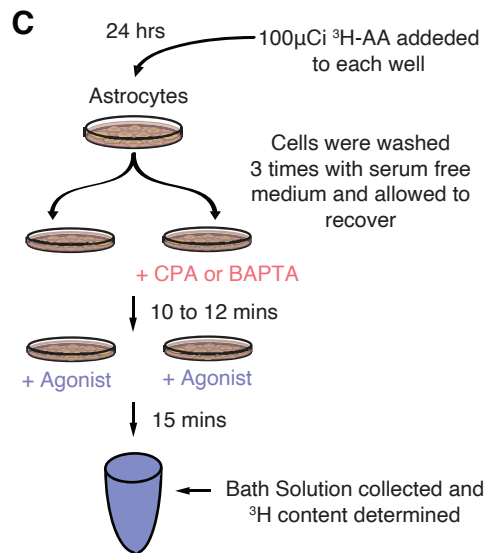 C
24 hrs
100μCi ³H-AA addeded
to each well
Astrocytes
Cells were washed
3 times with serum free
medium and allowed to
recover
+ CPA or BAPTA
10 to 12 mins
+ Agonist
+ Agonist
15 mins
Bath Solution collected and
³H content determined